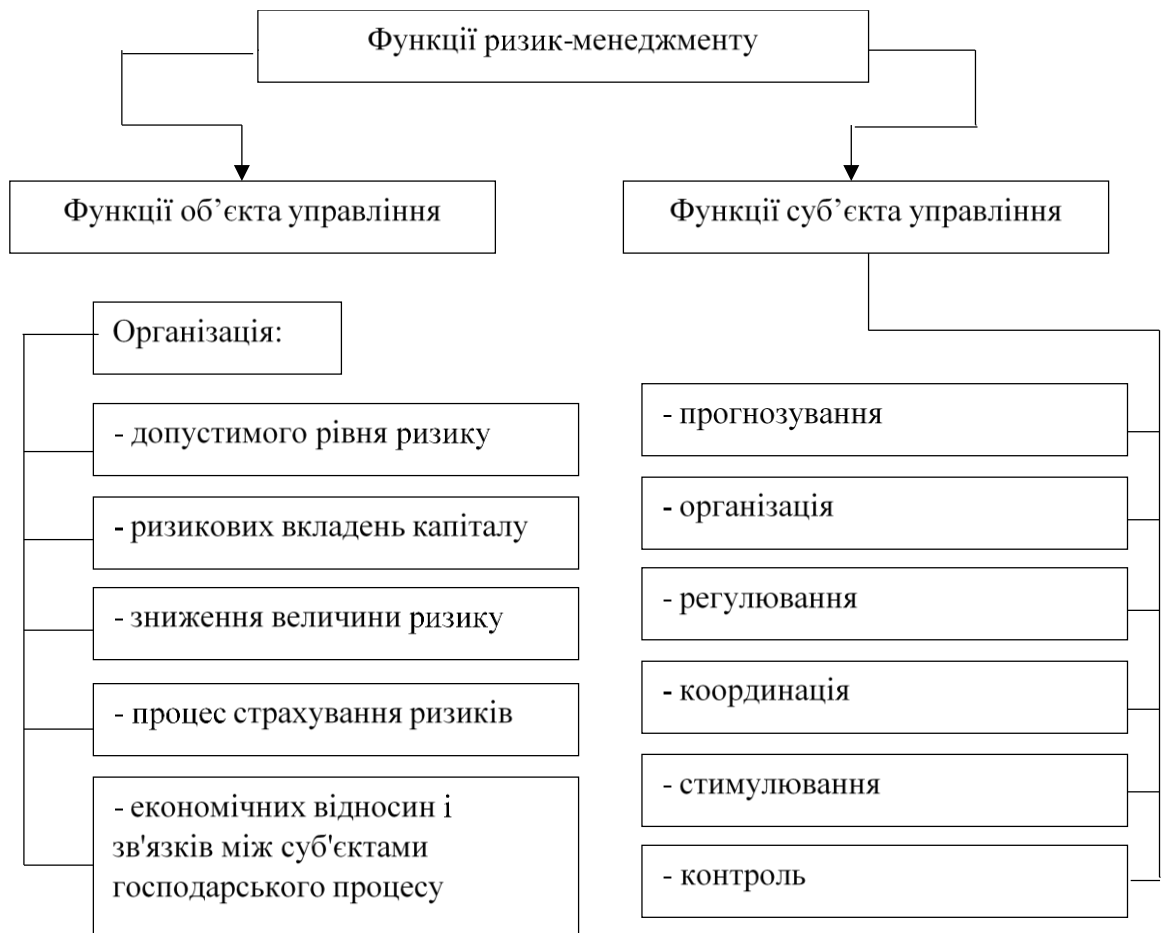 Функції ризик-менеджменту
Функції об’єкта управління
Функції суб’єкта управління
Організація:
- допустимого рівня ризику
- ризикових вкладень капіталу
- зниження величини ризику
- процес страхування ризиків
- економічних відносин і
зв'язків між суб'єктами
господарського процесу
- прогнозування
- організація
- регулювання
- координація
- стимулювання
- контроль